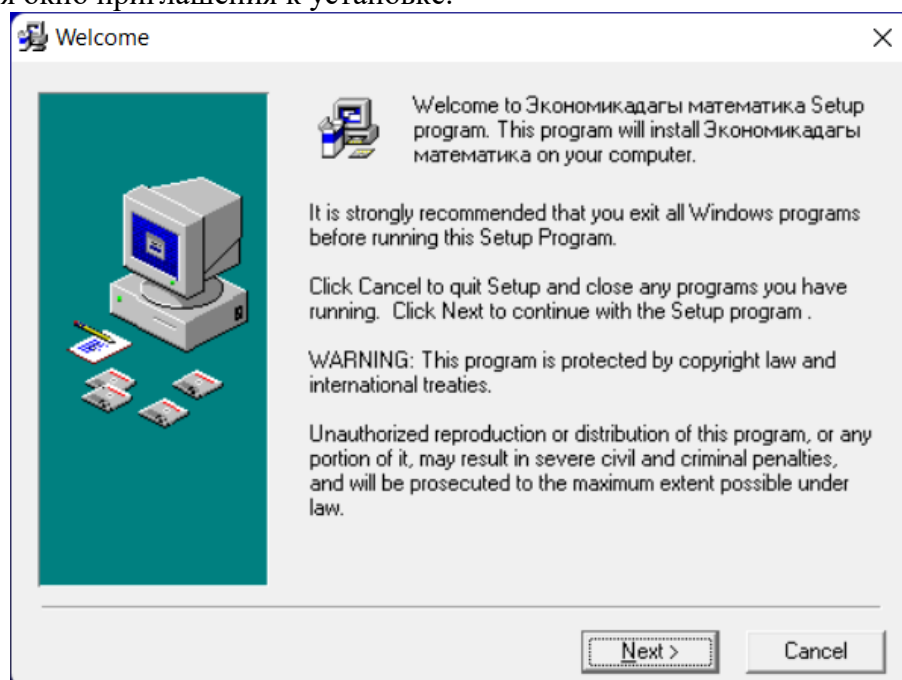 я окно приглашения к установке.
Welcome
Welcome to Экономикадагы математика Setup
program. This program will install Экономикадагы
математика on your computer.
It is strongly recommended that you exit all Windows programs
before running this Setup Program.
Click Cancel to quit Setup and close any programs you have
running.  Click Next to continue with the Setup program .
WARNING: This program is protected by copyright law and
international treaties.
Unauthorized reproduction or distribution of this program, or any
portion of it, may result in severe civil and criminal penalties,
and will be prosecuted to the maximum extent possible under
law.
Next >
Cancel